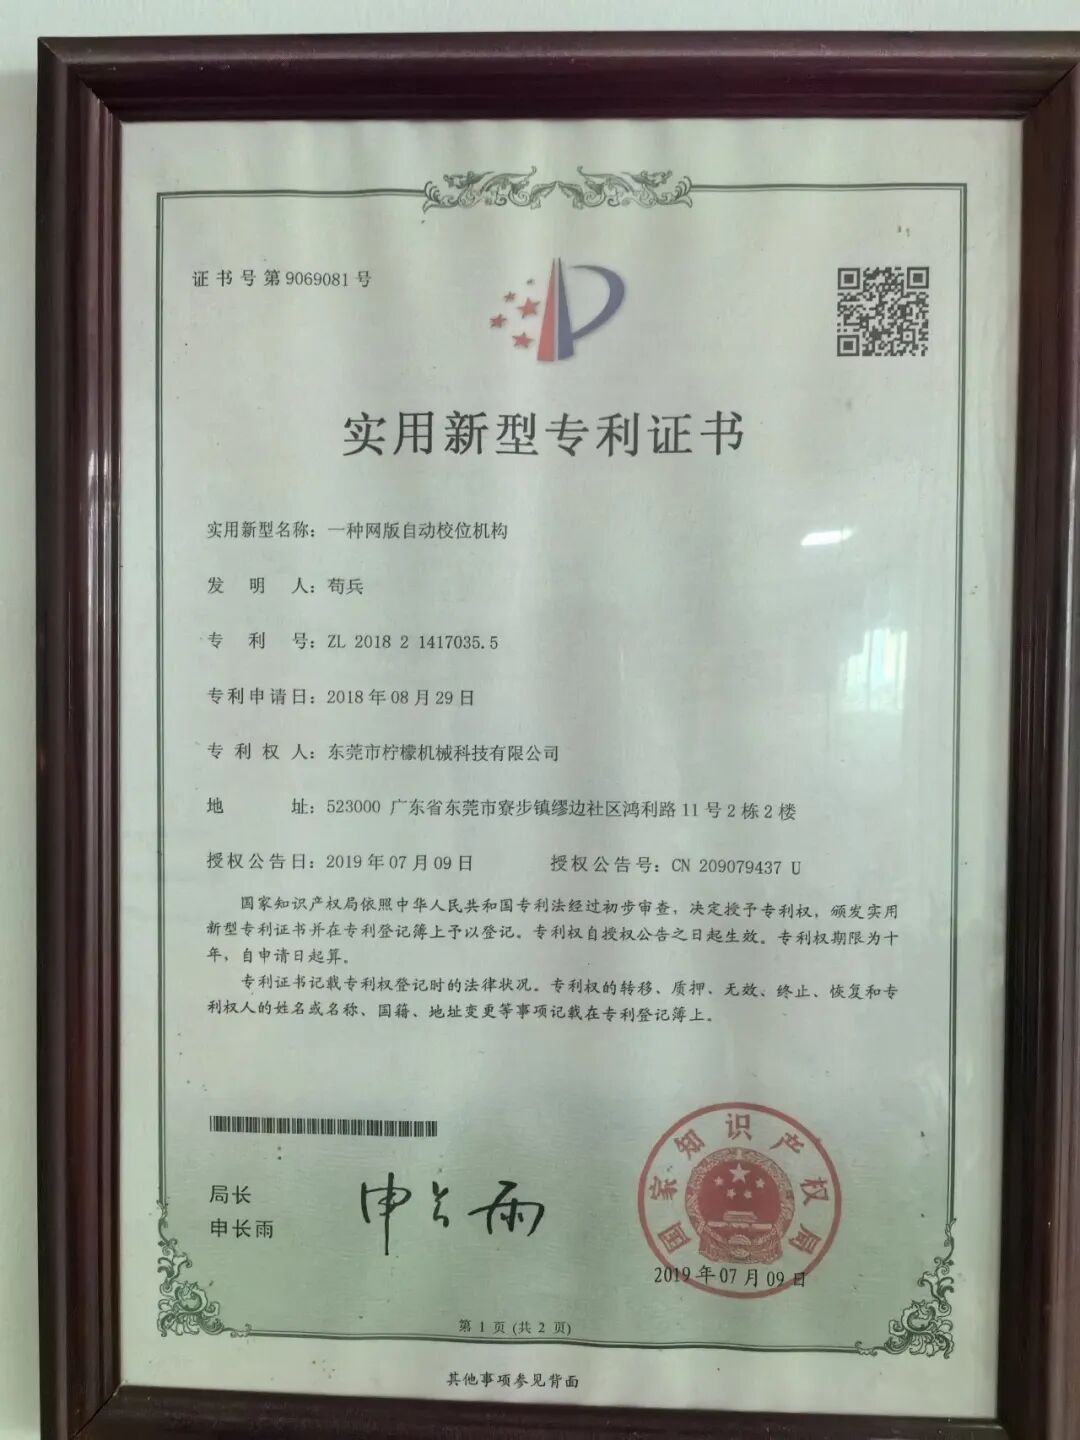 证书号第9069081号
实用新型专利证书
实用新型名称：一种网版自动校位机构
发明人：苟兵
专利号：ZL 2018 2 1417035.5
专利申请日：2018年08月29日
专利权人：东莞市柠檬机械科技有限公司
地址：523000 广东省东莞市寮步镇缪边社区鸿利路11号2栋2楼
授权公告日：2019年07月09日 授权公告号：CN 209079437 U
国家知识产权局依照中华人民共和国专利法经过初步审查，决定授予专利权，颁发实用
新型专利证书并在专利登记簿上予以登记。专利权自授权公告之日起生效。专利权期限为十
年，自申请日起算。
专利证书记载专利权登记时的法律状况。专利权的转移、质押、无效、终止、恢复和专
利权人的姓名或名称、国籍、地址变更等事项记载在专利登记簿上。
局长
申长雨
申长雨
国家知识产权局
2019年07月09日
第1页(共2页)
其他事项参见背面